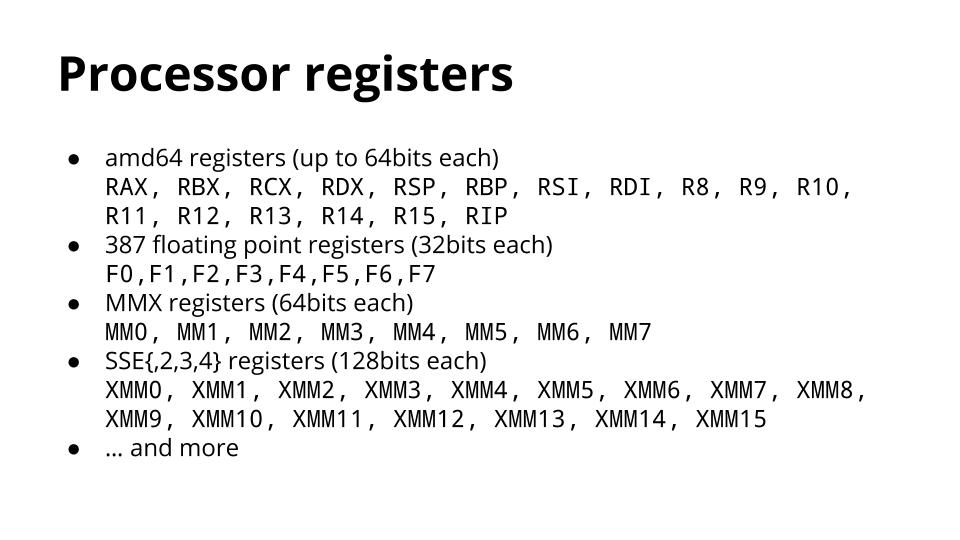 Processor registers
● amd64 registers (up to 64bits each)
RAX, RBX, RCX, RDX, RSP, RBP, RSI, RDI, R8, R9, R10,
R11, R12, R13, R14, R15, RIP
● 387 floating point registers (32bits each)
F0,F1,F2,F3,F4,F5,F6,F7
● MMX registers (64bits each)
MM0, MM1, MM2, MM3, MM4, MM5, MM6, MM7
● SSE{,2,3,4} registers (128bits each)
XMM0, XMM1, XMM2, XMM3, XMM4, XMM5, XMM6, XMM7, XMM8,
XMM9, XMM10, XMM11, XMM12, XMM13, XMM14, XMM15
● ... and more